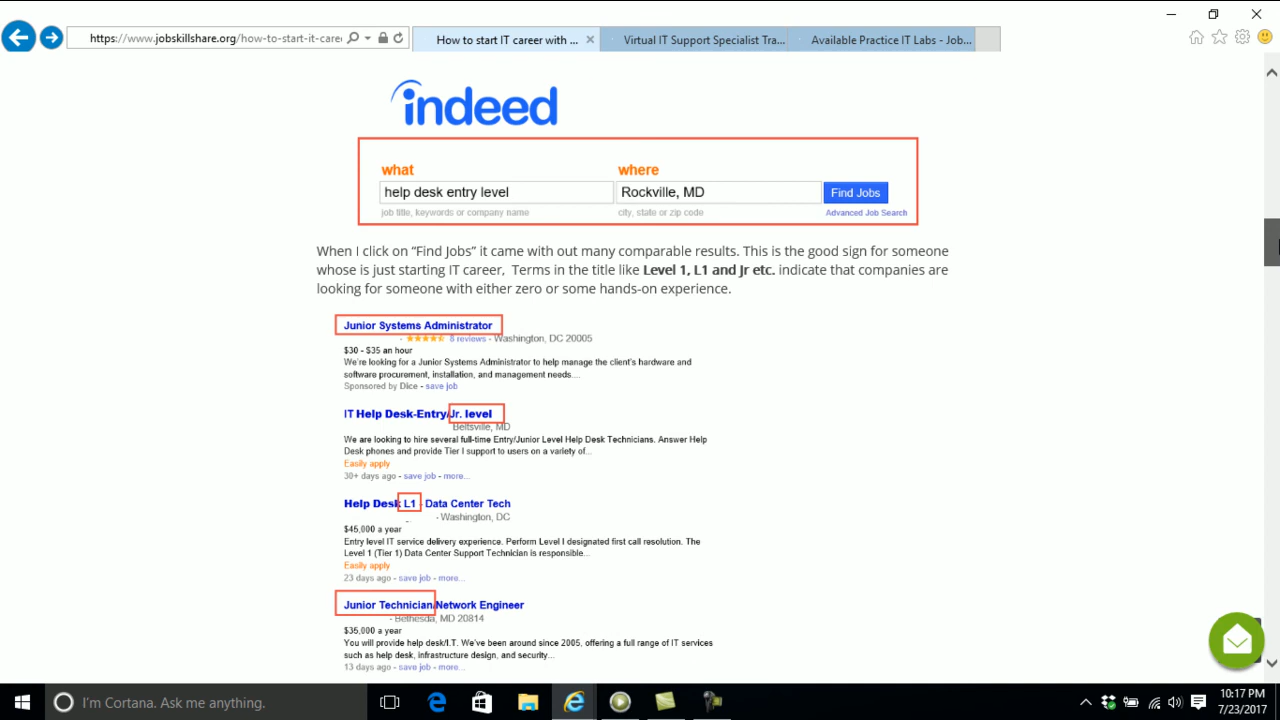 https://www.jobskillshare.org/how-to-start-it-caree
How to start IT career with ...
Virtual IT Support Specialist Tra...
Available Practice IT Labs - Job...
indeed
what
where
help desk entry level
Rockville, MD
Find Jobs
job title, keywords or company name
city, state or zip code
Advanced Job Search
When I click on “Find Jobs” it came with out many comparable results. This is the good sign for someone
whose is just starting IT career, Terms in the title like Level 1, L1 and Jr etc. indicate that companies are
looking for someone with either zero or some hands-on experience.
Junior Systems Administrator
- 8 reviews - Washington, DC 20005
$30 - $35 an hour
We're looking for a Junior Systems Administrator to help manage the client's hardware and
software procurement, installation, and management needs....
Sponsored by Dice - save job
IT Help Desk-Entry/Jr. level
Beltsville, MD
We are looking to hire several full-time Entry/Junior Level Help Desk Technicians. Answer Help
Desk phones and provide Tier I support to users on a variety of...
Easily apply
30+ days ago - save job - more...
Help Desk L1 - Data Center Tech
- Washington, DC
$45,000 a year
Entry level IT service delivery experience. Perform Level I designated first call resolution. The
Level 1 (Tier 1) Data Center Support Technician is responsible...
Easily apply
23 days ago - save job - more...
Junior Technician/Network Engineer
- Bethesda, MD 20814
$35,000 a year
You will provide help desk/I.T. We've been around since 2005, offering a full range of IT services
such as help desk, infrastructure design, and security...
13 days ago - save job - more...
I'm Cortana. Ask me anything.
10:17 PM
7/23/2017